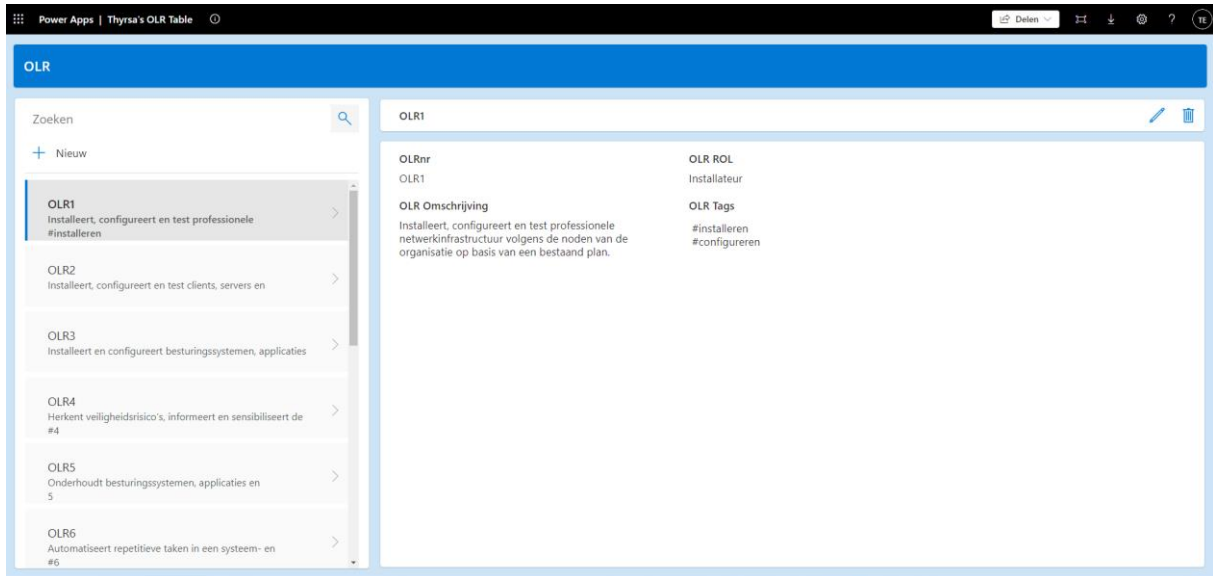 Power Apps | Thyrsa's OLR Table
Delen
?
TE
OLR
Zoeken
Nieuw
OLR1
Installeert, configureert en test professionele
#installeren
OLR2
Installeert, configureert en test clients, servers en
OLR3
Installeert en configureert besturingssystemen, applicaties
OLR4
Herkent veiligheidsrisico's, informeert en sensibiliseert de
#4
OLR5
Onderhoudt besturingssystemen, applicaties en
5
OLR6
Automatiseert repetitieve taken in een systeem- en
#6
OLR1
OLRnr
OLR1
OLR ROL
Installateur
OLR Omschrijving
Installeert, configureert en test professionele
netwerkinfrastructuur volgens de noden van de
organisatie op basis van een bestaand plan.
OLR Tags
#installeren
#configureren